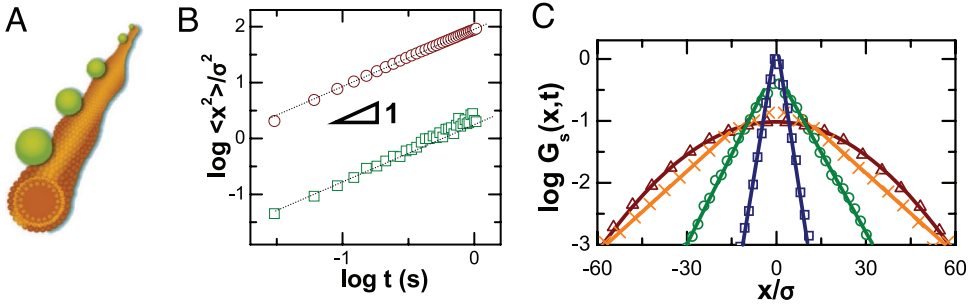 A
B
C
log <x²>/σ²
2
1
0
-1
1
-1
0
log t (s)
log Gₛ(x,t)
0
-1
-2
-3
-60
-30
0
30
60
x/σ